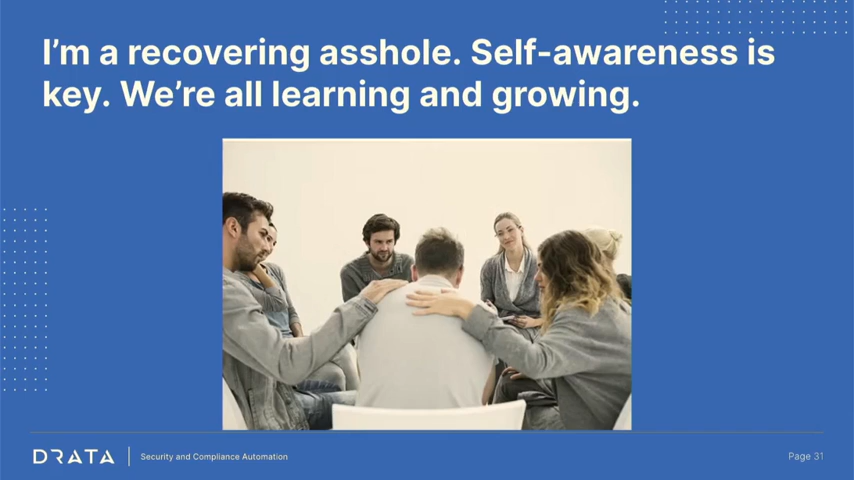 I'm a recovering asshole. Self-awareness is
key. We're all learning and growing.
DRATA
Security and Compliance Automation
Page 31